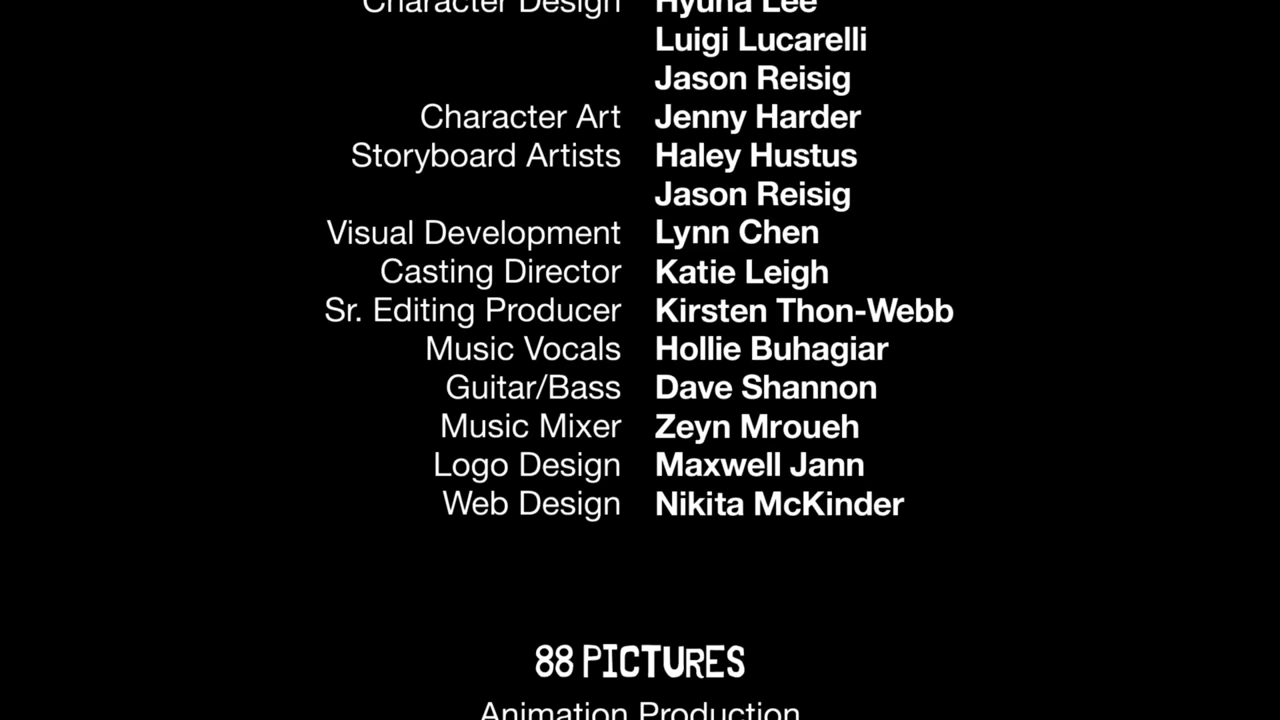 Character Design Hyuna Lee
Luigi Lucarelli
Jason Reisig
Character Art Jenny Harder
Storyboard Artists Haley Hustus
Jason Reisig
Visual Development Lynn Chen
Casting Director Katie Leigh
Sr. Editing Producer Kirsten Thon-Webb
Music Vocals Hollie Buhagiar
Guitar/Bass Dave Shannon
Music Mixer Zeyn Mroueh
Logo Design Maxwell Jann
Web Design Nikita McKinder
88 PICTURES
Animation Production